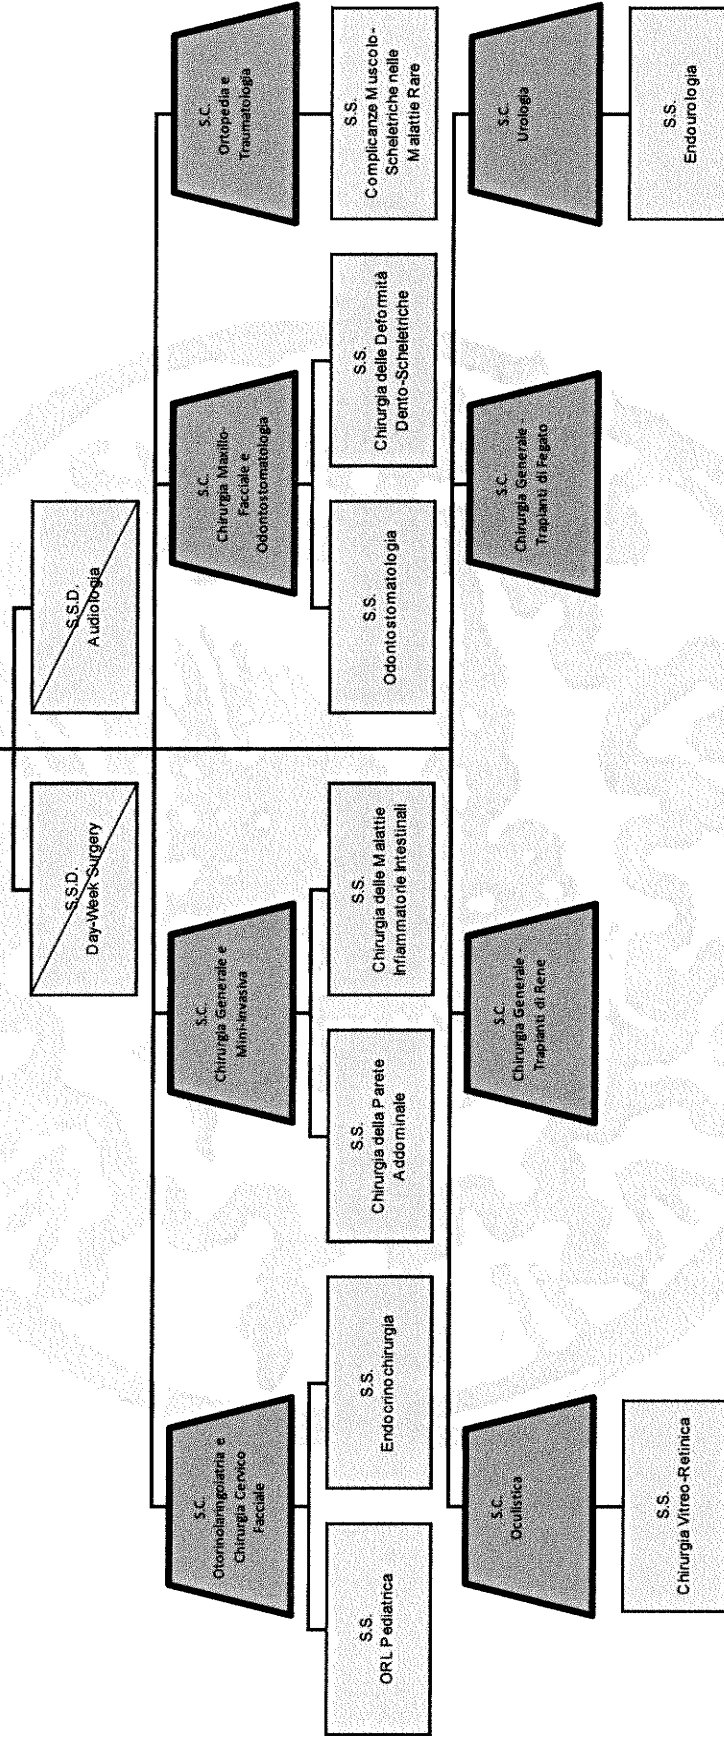 S.S.D.
Day-Week Surgery
S.S.D.
Audiologia
S.C.
Otorinolaringoiatria e
Chirurgia Cervico
Facciale
S.C.
Chirurgia Generale e
Mini-Invasiva
S.C.
Chirurgia Maxillo-
Facciale e
Odontostomatologia
S.C.
Ortopedia e
Traumatologia
S.S.
ORL Pediatrica
S.S.
Endocrinochirurgia
S.S.
Chirurgia della Parete
Addominale
S.S.
Chirurgia delle Malattie
Infiammatorie Intestinali
S.S.
Odontostomatologia
S.S.
Chirurgia delle Deformità
Dento-Scheletriche
S.S.
Complicanze Muscolo-
Scheletriche nelle
Malattie Rare
S.C.
Oculistica
S.C.
Chirurgia Generale -
Trapianti di Rene
S.C.
Chirurgia Generale -
Trapianti di Fegato
S.C.
Urologia
S.S.
Chirurgia Vitreo-Retinica
S.S.
Endourologia